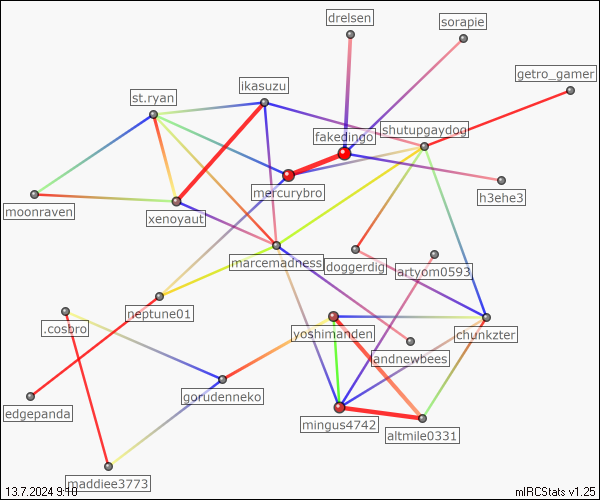 drelsen
sorapie
getro_gamer
ikasuzu
st.ryan
fakedingo
shutupgaydog
mercurybro
h3ehe3
moonraven
xenoyaut
marcemadness
doggerdig
artyom0593
neptune01
.cosbro
yoshimanden
chunkzter
andnewbees
gorudenneko
edgepanda
mingus4742
altmile0331
maddiee3773
13.7.2024 9:10
mIRCStats v1.25